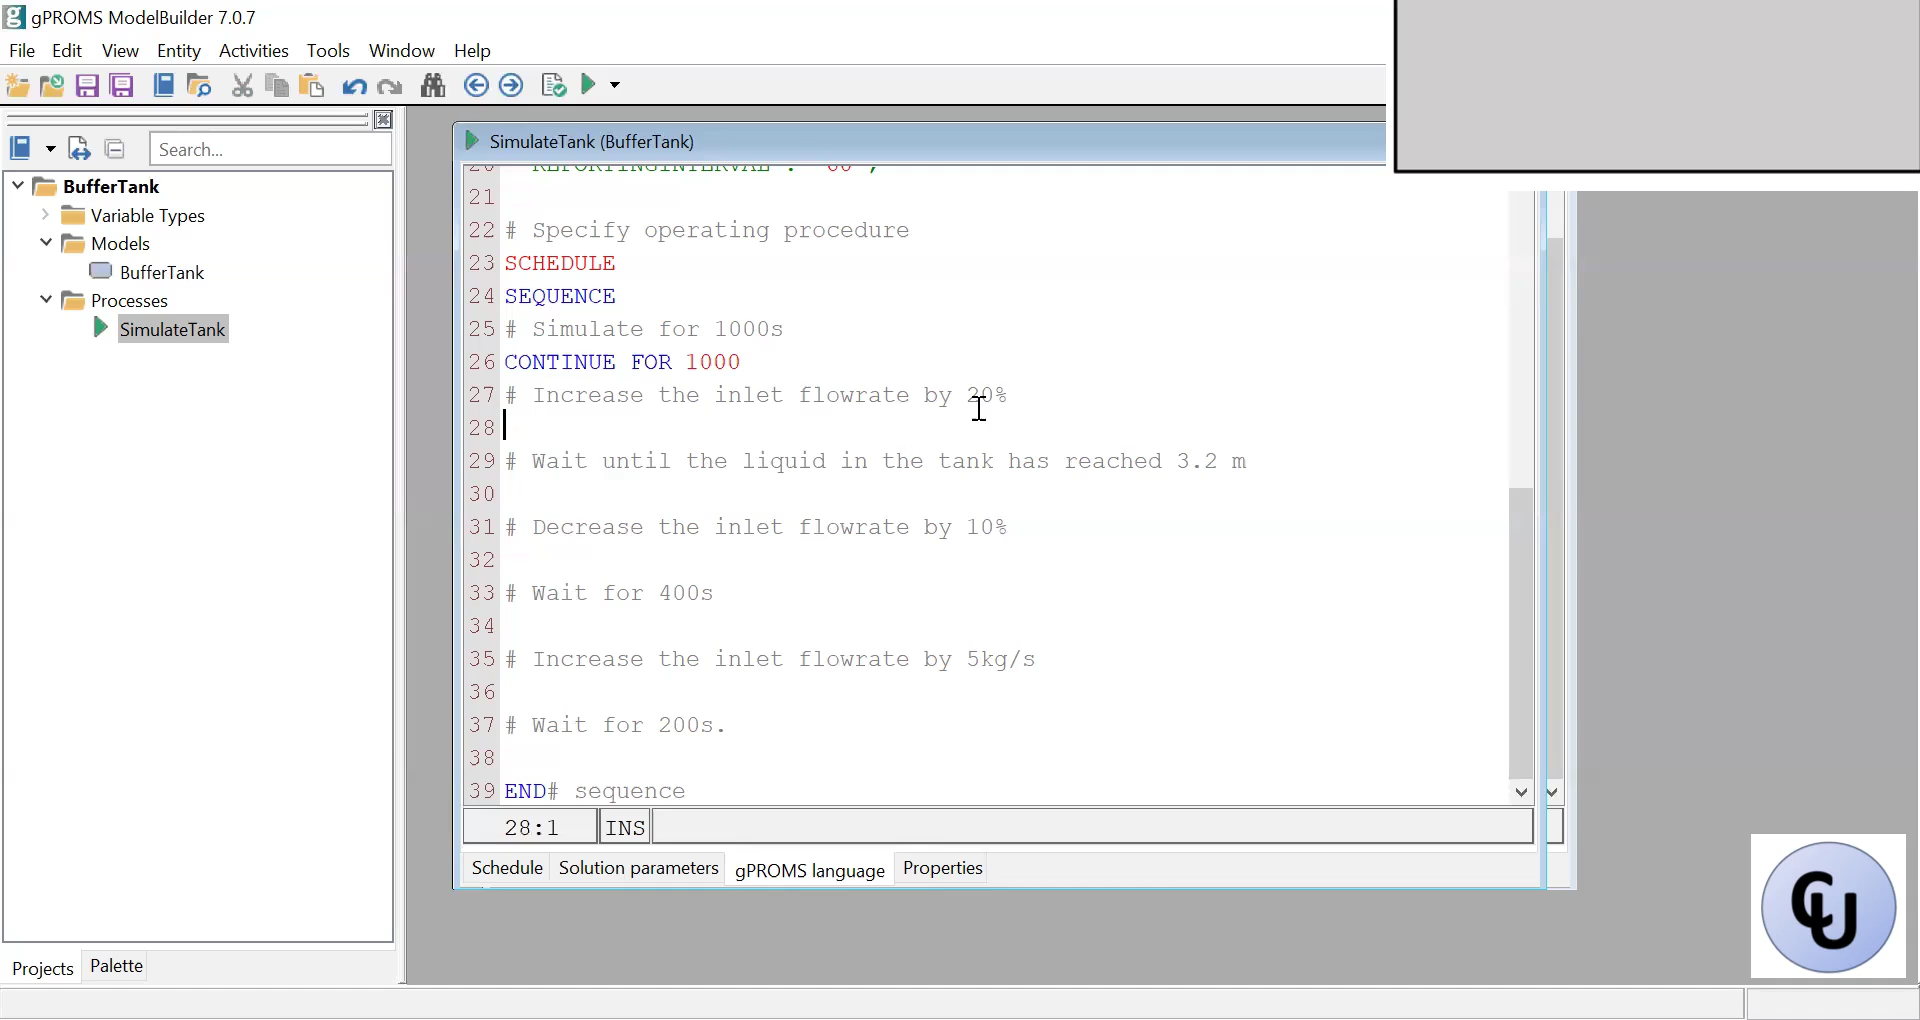 gPROMS ModelBuilder 7.0.7
File Edit View Entity Activities Tools Window Help
Search...
BufferTank
Variable Types
Models
BufferTank
Processes
SimulateTank
SimulateTank (BufferTank)
20 REPORTINGINTERVAL := 60 ;
21
22 # Specify operating procedure
23 SCHEDULE
24 SEQUENCE
25 # Simulate for 1000s
26 CONTINUE FOR 1000
27 # Increase the inlet flowrate by 20%
28
29 # Wait until the liquid in the tank has reached 3.2 m
30
31 # Decrease the inlet flowrate by 10%
32
33 # Wait for 400s
34
35 # Increase the inlet flowrate by 5kg/s
36
37 # Wait for 200s.
38
39 END# sequence
28:1 INS
Schedule Solution parameters gPROMS language Properties
Projects Palette
CU